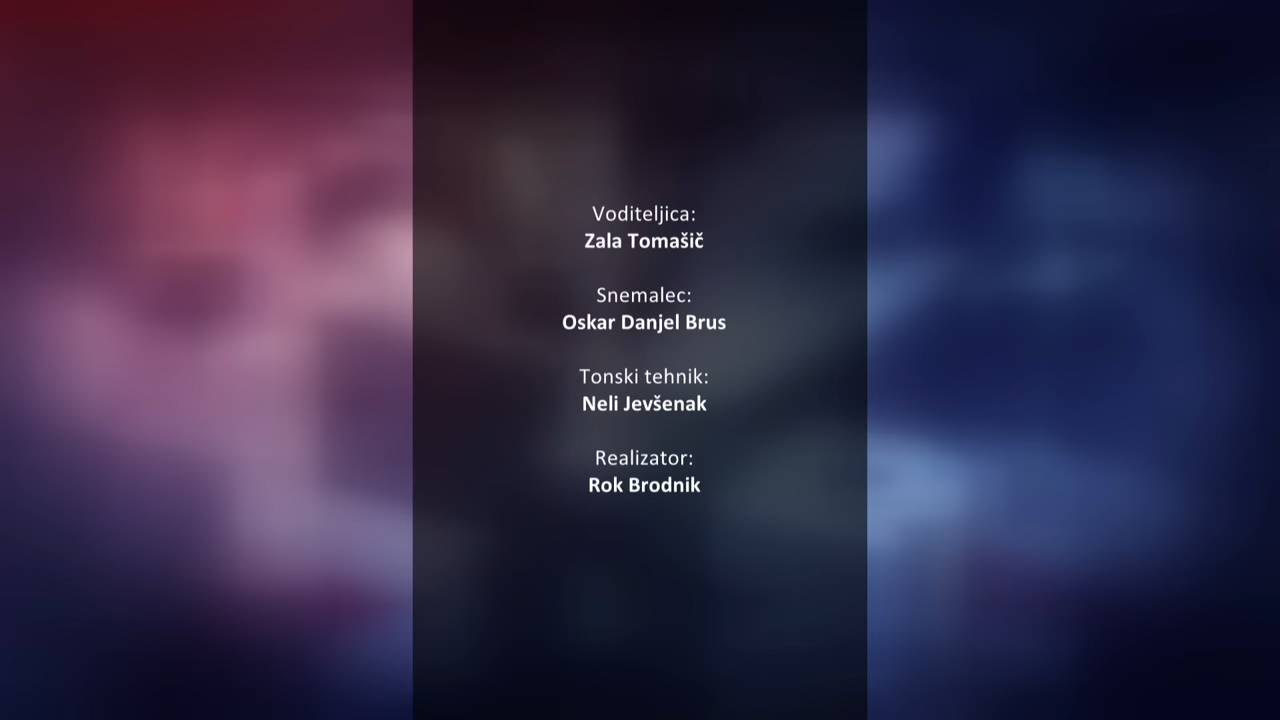 Voditeljica:
Zala Tomašič
Snemalec:
Oskar Danjel Brus
Tonski tehnik:
Neli Jevšenak
Realizator:
Rok Brodnik